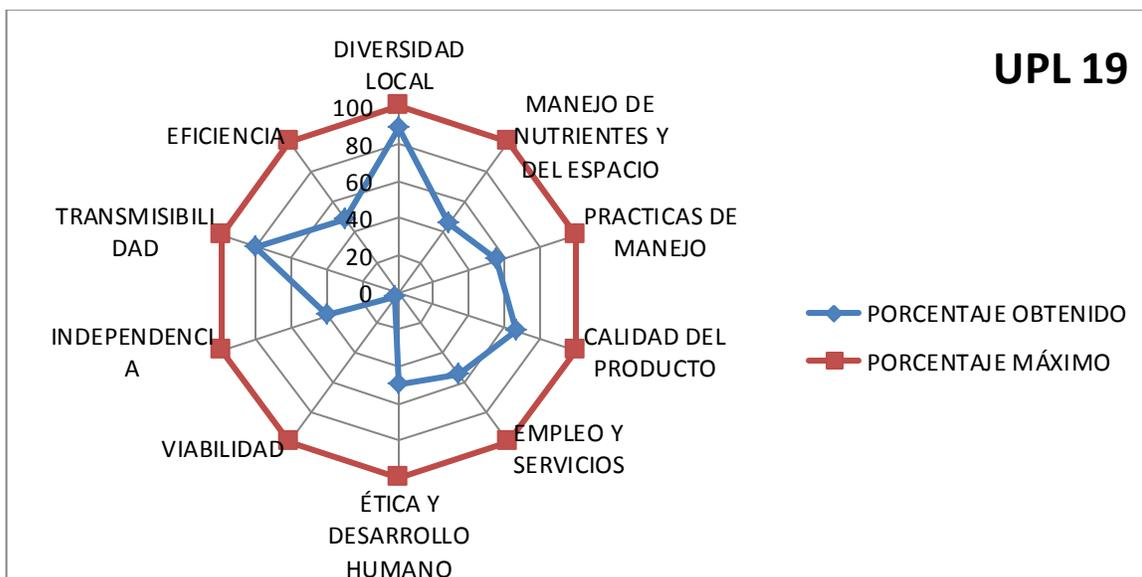 UPL 19
DIVERSIDAD
LOCAL
MANEJO DE
NUTRIENTES Y
DEL ESPACIO
PRACTICAS DE
MANEJO
CALIDAD DEL
PRODUCTO
EMPLEO Y
SERVICIOS
ÉTICA Y
DESARROLLO
HUMANO
VIABILIDAD
INDEPENDENCI
A
TRANSMISIBILI
DAD
EFICIENCIA
100
80
60
40
20
0
PORCENTAJE OBTENIDO
PORCENTAJE MÁXIMO